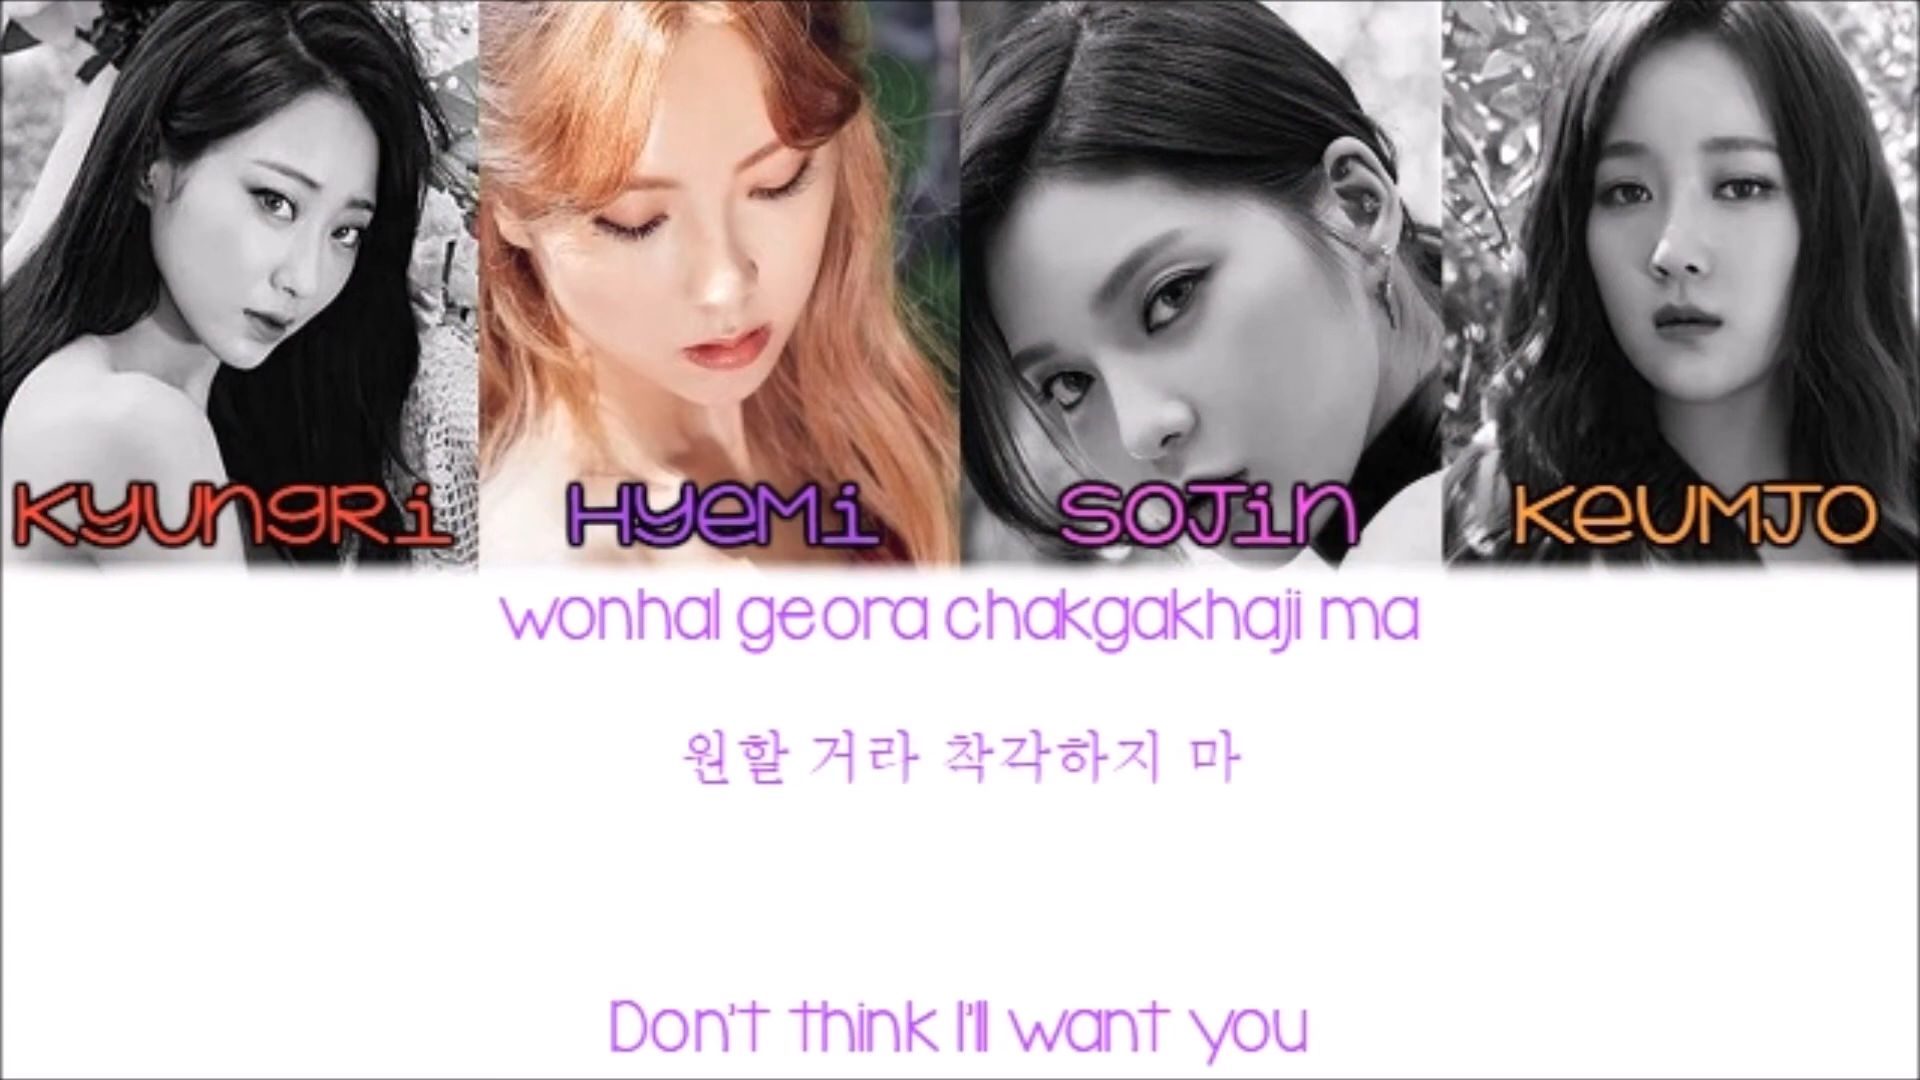 KYUNGRI HYEMI SOJIN KEUMJO
wonhal geora chakgakhaji ma
원할 거라 착각하지 마
Don't think I'll want you